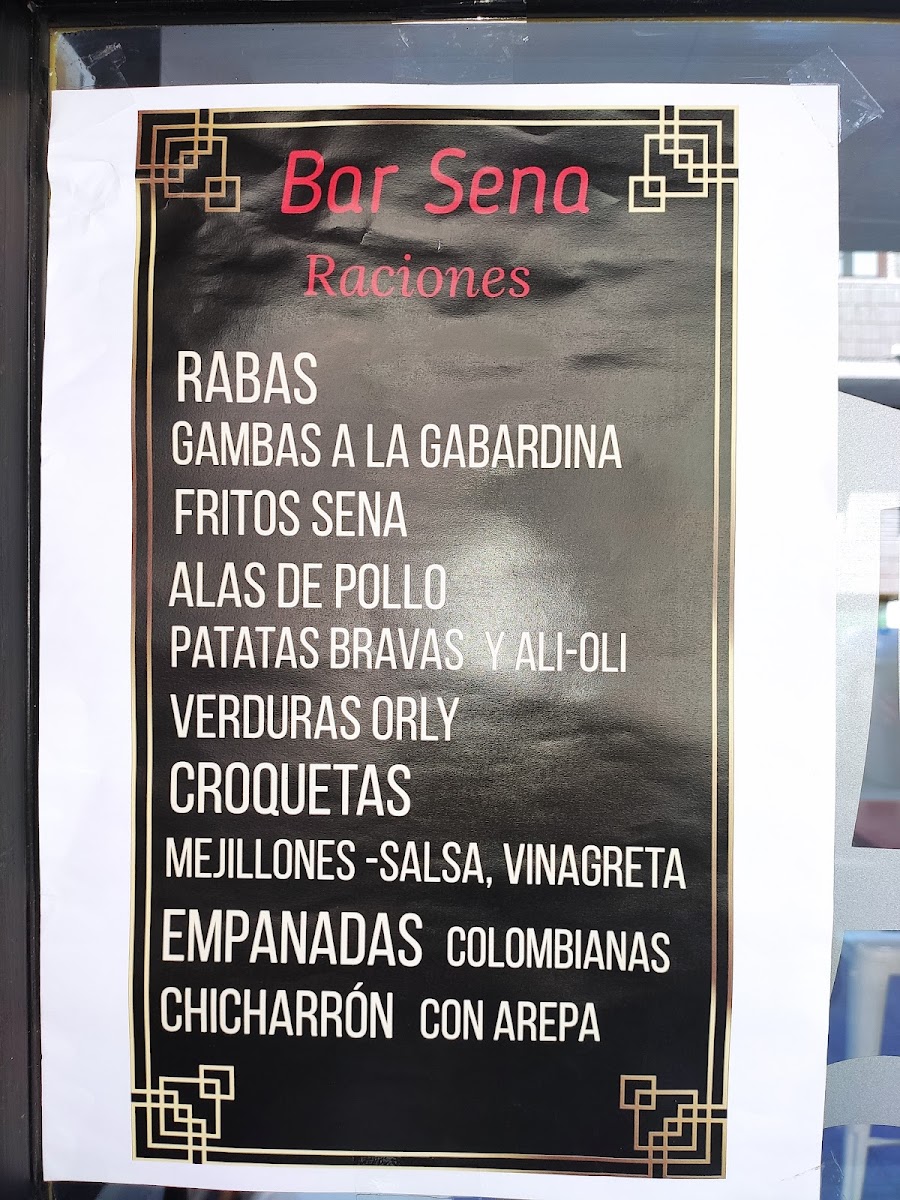 Bar Sena
Raciones
RABAS
GAMBAS A LA GABARDINA
FRITOS SENA
ALAS DE POLLO
PATATAS BRAVAS Y ALI-OLI
VERDURAS ORLY
CROQUETAS
MEJILLONES -SALSA, VINAGRETA
EMPANADAS COLOMBIANAS
CHICHARRÓN CON AREPA